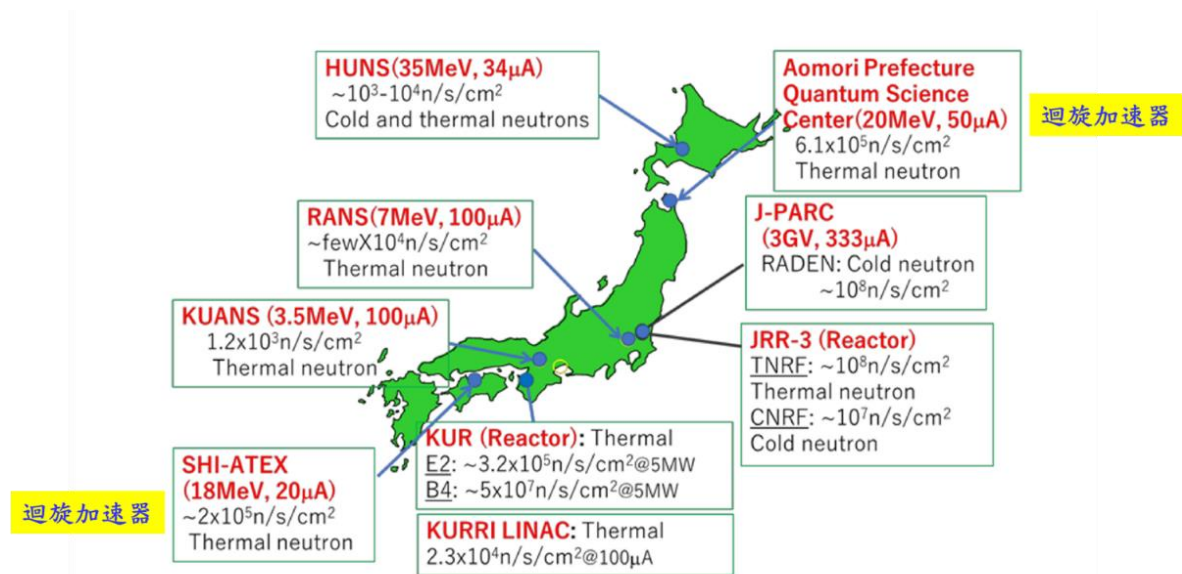 HUNS(35MeV, 34μA)
~10³-10⁴n/s/cm²
Cold and thermal neutrons
Aomori Prefecture
Quantum Science
Center(20MeV, 50μA)
6.1x10⁵n/s/cm²
Thermal neutron
迴旋加速器
RANS(7MeV, 100μA)
~fewX10⁴n/s/cm²
Thermal neutron
J-PARC
(3GV, 333μA)
RADEN: Cold neutron
~10⁸n/s/cm²
KUANS (3.5MeV, 100μA)
1.2x10³n/s/cm²
Thermal neutron
JRR-3 (Reactor)
TNRF: ~10⁸n/s/cm²
Thermal neutron
CNRF: ~10⁷n/s/cm²
Cold neutron
KUR (Reactor): Thermal
E2: ~3.2x10⁵n/s/cm²@5MW
B4: ~5x10⁷n/s/cm²@5MW
SHI-ATEX
(18MeV, 20μA)
~2x10⁵n/s/cm²
Thermal neutron
迴旋加速器
KURRI LINAC: Thermal
2.3x10⁴n/s/cm²@100μA